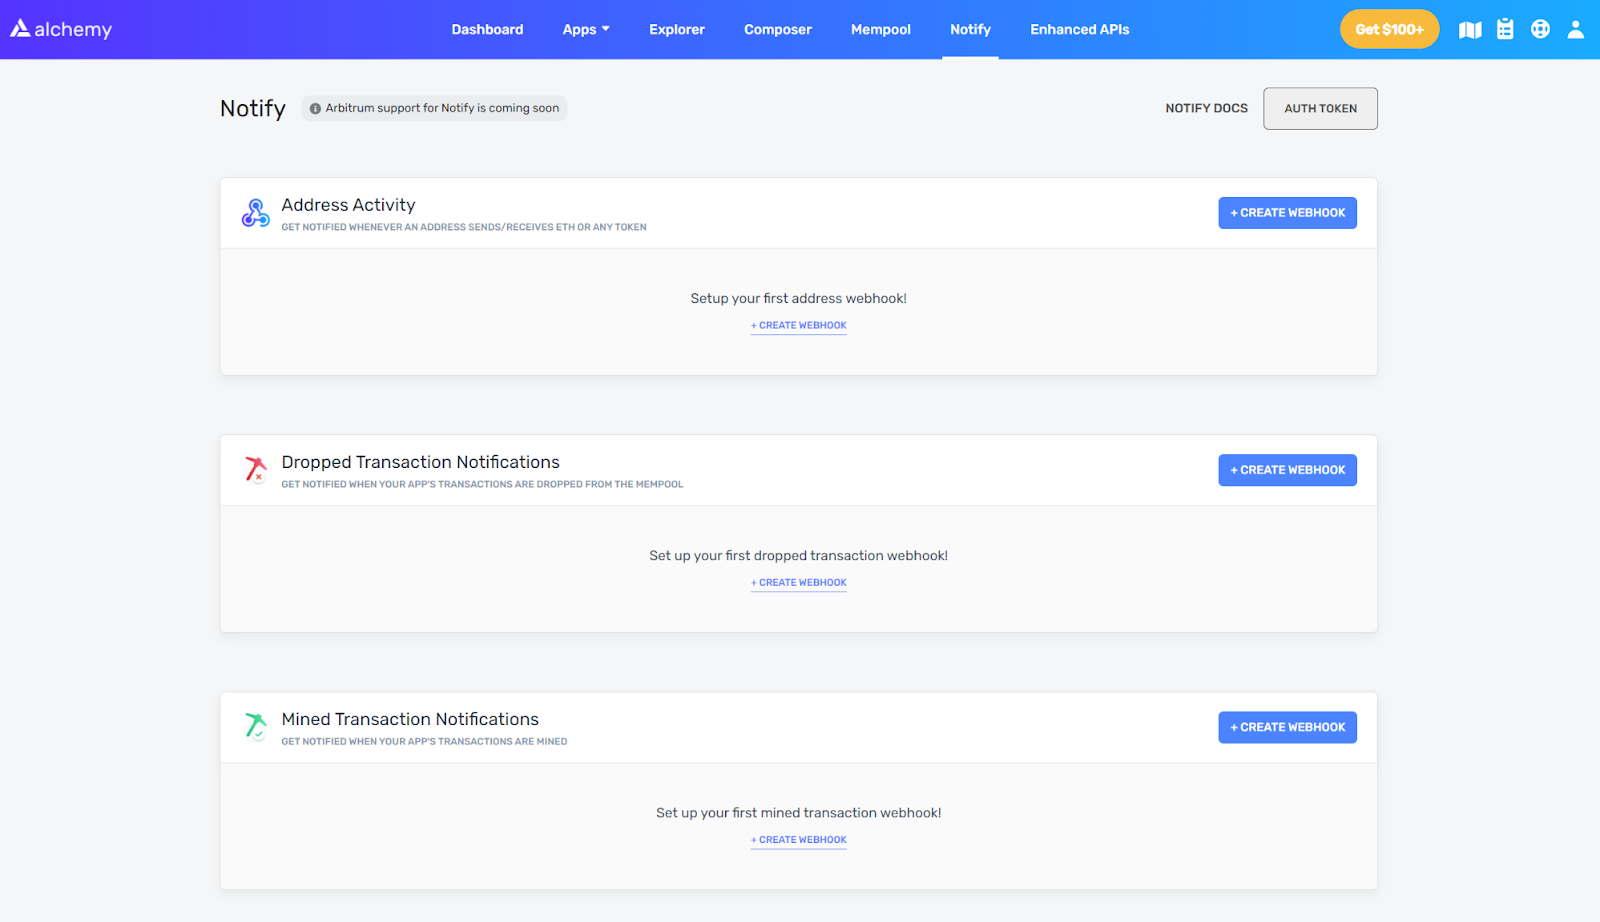 alchemy
Dashboard Apps Explorer Composer Mempool Notify Enhanced APIs Get $100+
Notify Arbitrum support for Notify is coming soon NOTIFY DOCS AUTH TOKEN
Address Activity
GET NOTIFIED WHENEVER AN ADDRESS SENDS/RECEIVES ETH OR ANY TOKEN
+ CREATE WEBHOOK
Setup your first address webhook!
+ CREATE WEBHOOK
Dropped Transaction Notifications
GET NOTIFIED WHEN YOUR APP'S TRANSACTIONS ARE DROPPED FROM THE MEMPOOL
+ CREATE WEBHOOK
Set up your first dropped transaction webhook!
+ CREATE WEBHOOK
Mined Transaction Notifications
GET NOTIFIED WHEN YOUR APP'S TRANSACTIONS ARE MINED
+ CREATE WEBHOOK
Set up your first mined transaction webhook!
+ CREATE WEBHOOK